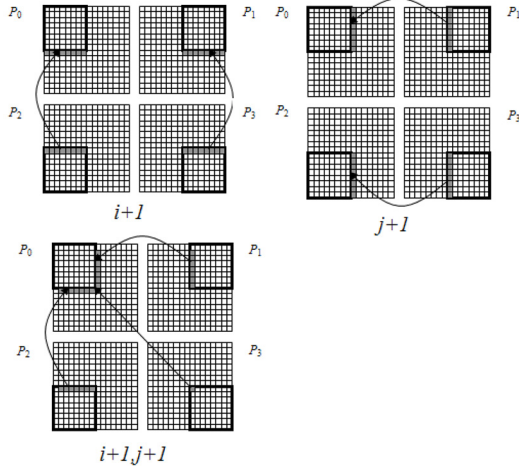 P0 P1 P0 P1
P2 P3 P2 P3
i+1 j+1
P0 P1
P2 P3
i+1,j+1